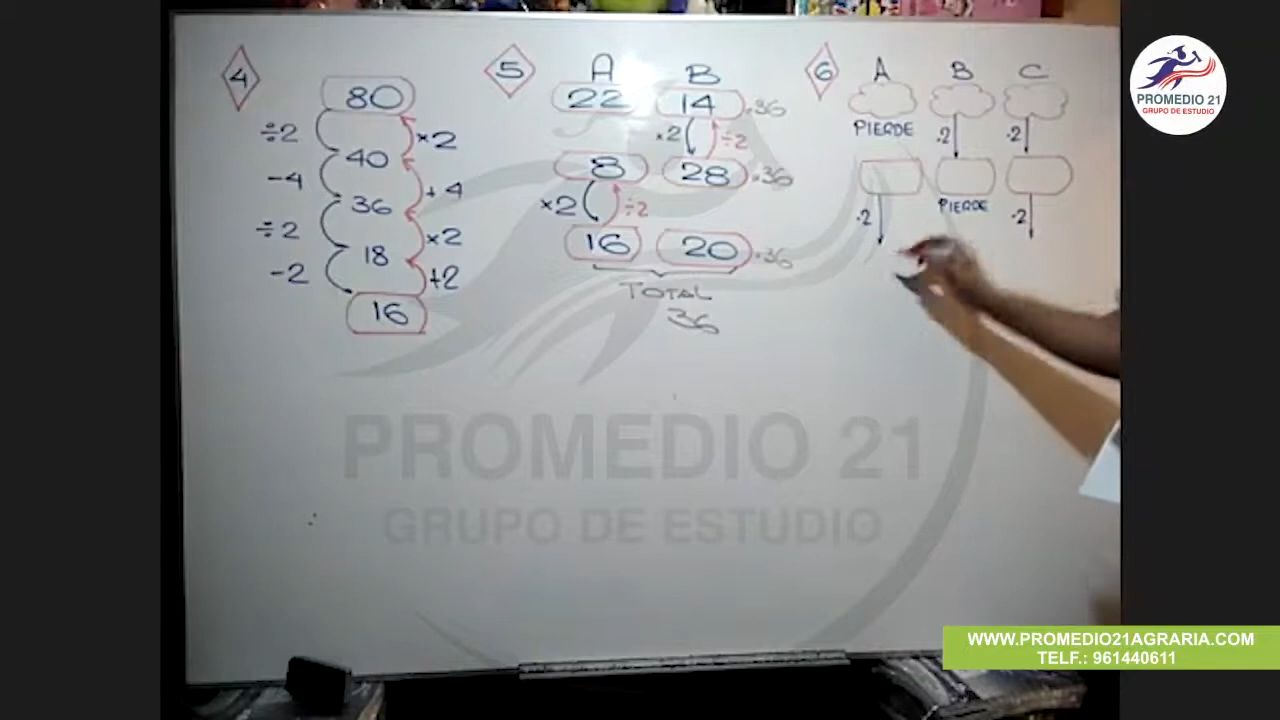 4
80
÷2
×2
40
-4
+4
36
÷2
×2
18
-2
+2
16
5
A B
22 14 =36
×2 ÷2
8 28 =36
×2 ÷2
16 20 =36
TOTAL
36
6
A B C
PIERDE
·2 ·2
PIERDE
·2 ·2
PROMEDIO 21
GRUPO DE ESTUDIO
PROMEDIO 21
GRUPO DE ESTUDIO
WWW.PROMEDIO21AGRARIA.COM
TELF.: 961440611